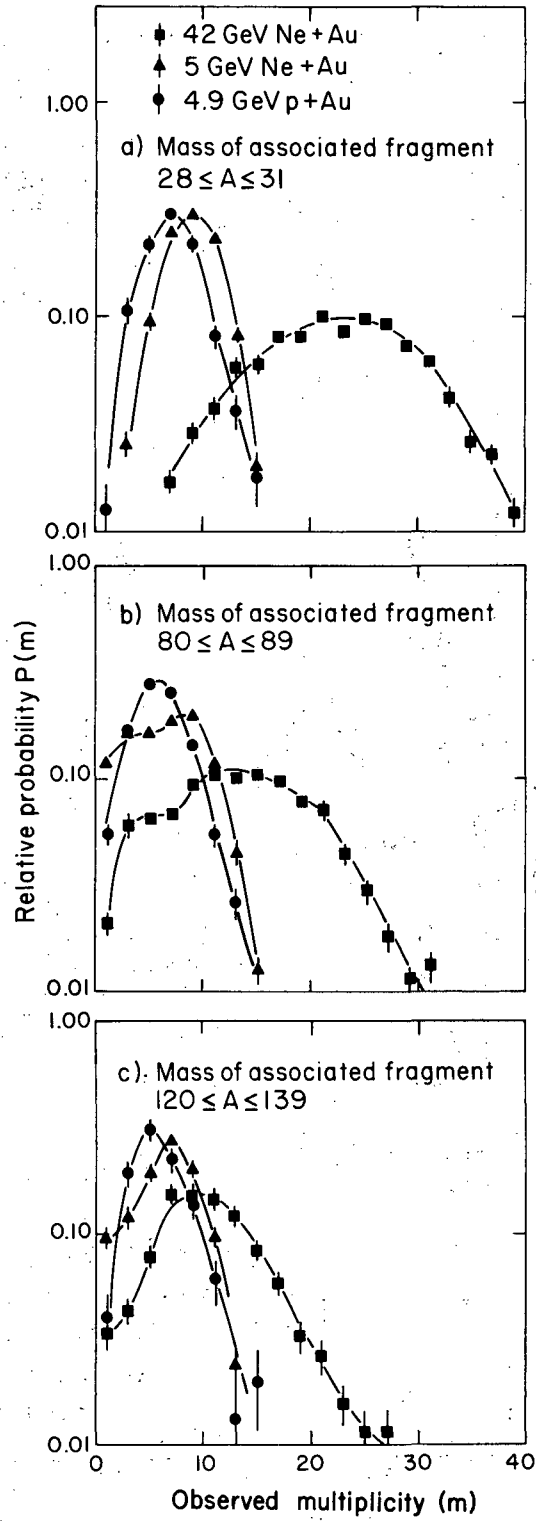 42 GeV Ne + Au
5 GeV Ne + Au
4.9 GeV p + Au
1.00
a) Mass of associated fragment
28 ≤ A ≤ 31
0.10
0.01
1.00
b) Mass of associated fragment
80 ≤ A ≤ 89
0.10
0.01
Relative probability P(m)
1.00
c) Mass of associated fragment
120 ≤ A ≤ 139
0.10
0.01
0 10 20 30 40
Observed multiplicity (m)